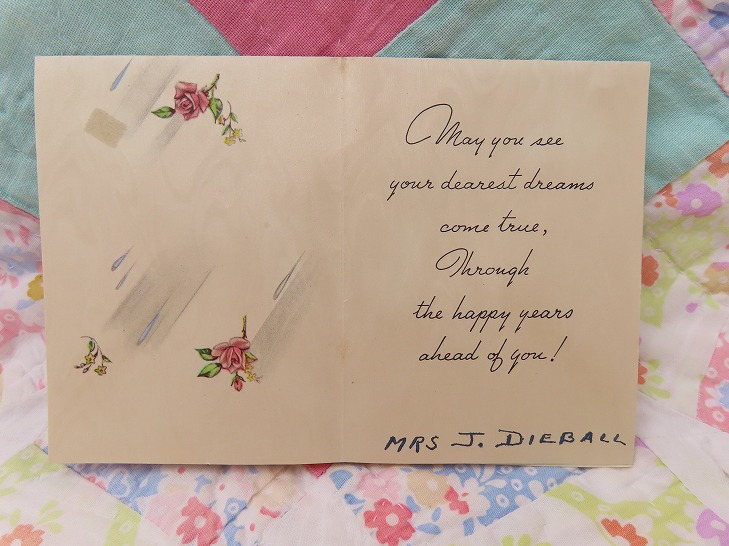 May you see
your dearest dreams
come true,
Through
the happy years
ahead of you!
MRS J. DIEBALL